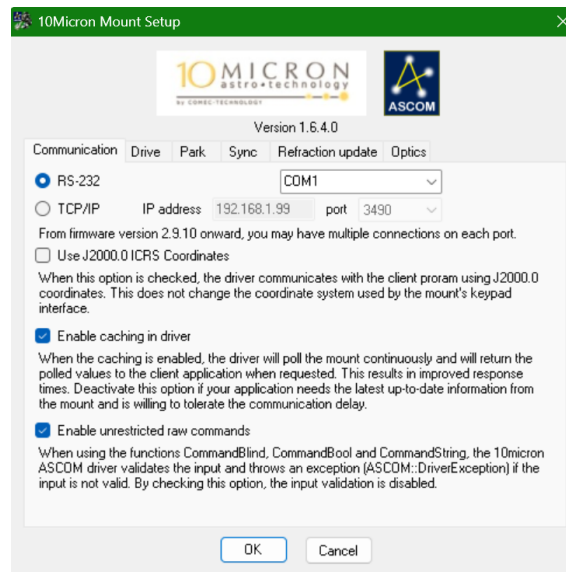 10Micron Mount Setup
10 MICRON
astro•technology
by COMEC-TECHNOLOGY
ASCOM
Version 1.6.4.0
Communication Drive Park Sync Refraction update Optics
RS-232 COM1
TCP/IP IP address 192.168.1.99 port 3490
From firmware version 2.9.10 onward, you may have multiple connections on each port.
Use J2000.0 ICRS Coordinates
When this option is checked, the driver communicates with the client proram using J2000.0
coordinates. This does not change the coordinate system used by the mount's keypad
interface.
Enable caching in driver
When the caching is enabled, the driver will poll the mount continuously and will return the
polled values to the client application when requested. This results in improved response
times. Deactivate this option if your application needs the latest up-to-date information from
the mount and is willing to tolerate the communication delay.
Enable unrestricted raw commands
When using the functions CommandBlind, CommandBool and CommandString, the 10micron
ASCOM driver validates the input and throws an exception (ASCOM::DriverException) if the
input is not valid. By checking this option, the input validation is disabled.
OK Cancel